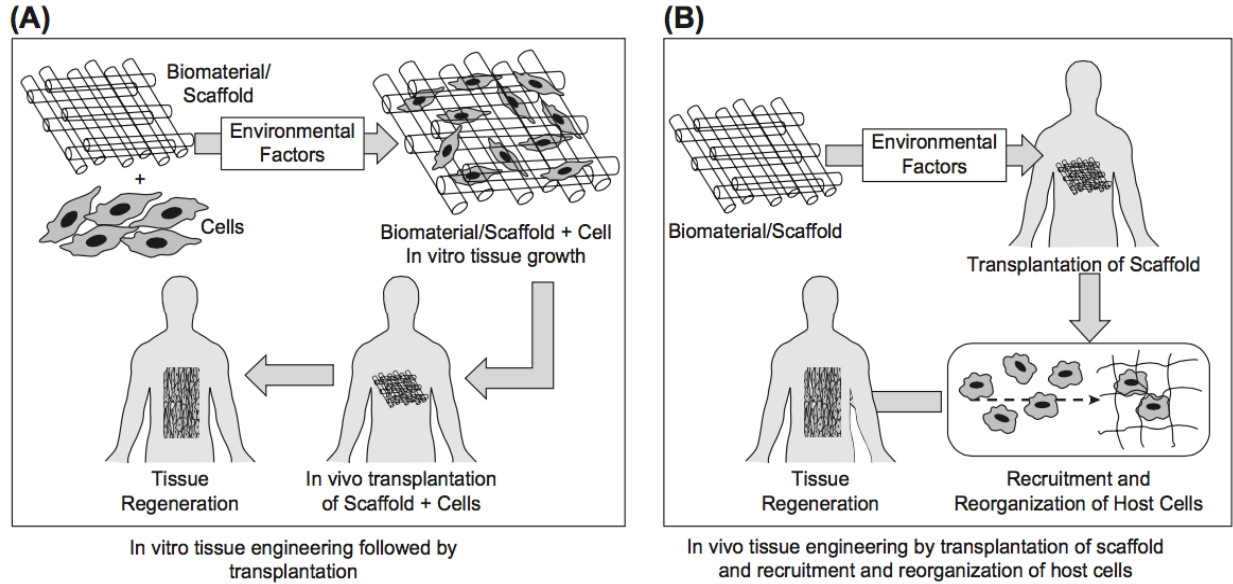 (A)
Biomaterial/
Scaffold
Environmental
Factors
+
Cells
Biomaterial/Scaffold + Cell
In vitro tissue growth
Tissue
Regeneration
In vivo transplantation
of Scaffold + Cells
In vitro tissue engineering followed by
transplantation
(B)
Environmental
Factors
Biomaterial/Scaffold
Transplantation of Scaffold
Tissue
Regeneration
Recruitment and
Reorganization of Host Cells
In vivo tissue engineering by transplantation of scaffold
and recruitment and reorganization of host cells